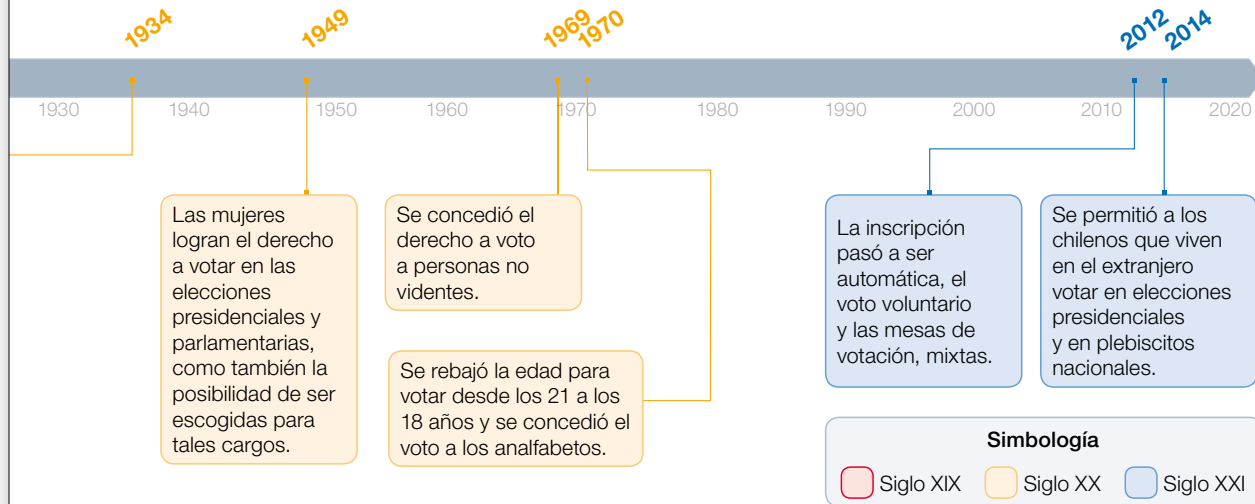 1934
1949
1969
1970
2012
2014
1930
1940
1950
1960
1970
1980
1990
2000
2010
2020
Las mujeres
logran el derecho
a votar en las
elecciones
presidenciales y
parlamentarias,
como también la
posibilidad de ser
escogidas para
tales cargos.
Se concedió el
derecho a voto
a personas no
videntes.
Se rebajó la edad para
votar desde los 21 a los
18 años y se concedió el
voto a los analfabetos.
La inscripción
pasó a ser
automática, el
voto voluntario
y las mesas de
votación, mixtas.
Se permitió a los
chilenos que viven
en el extranjero
votar en elecciones
presidenciales
y en plebiscitos
nacionales.
Simbología
Siglo XIX
Siglo XX
Siglo XXI